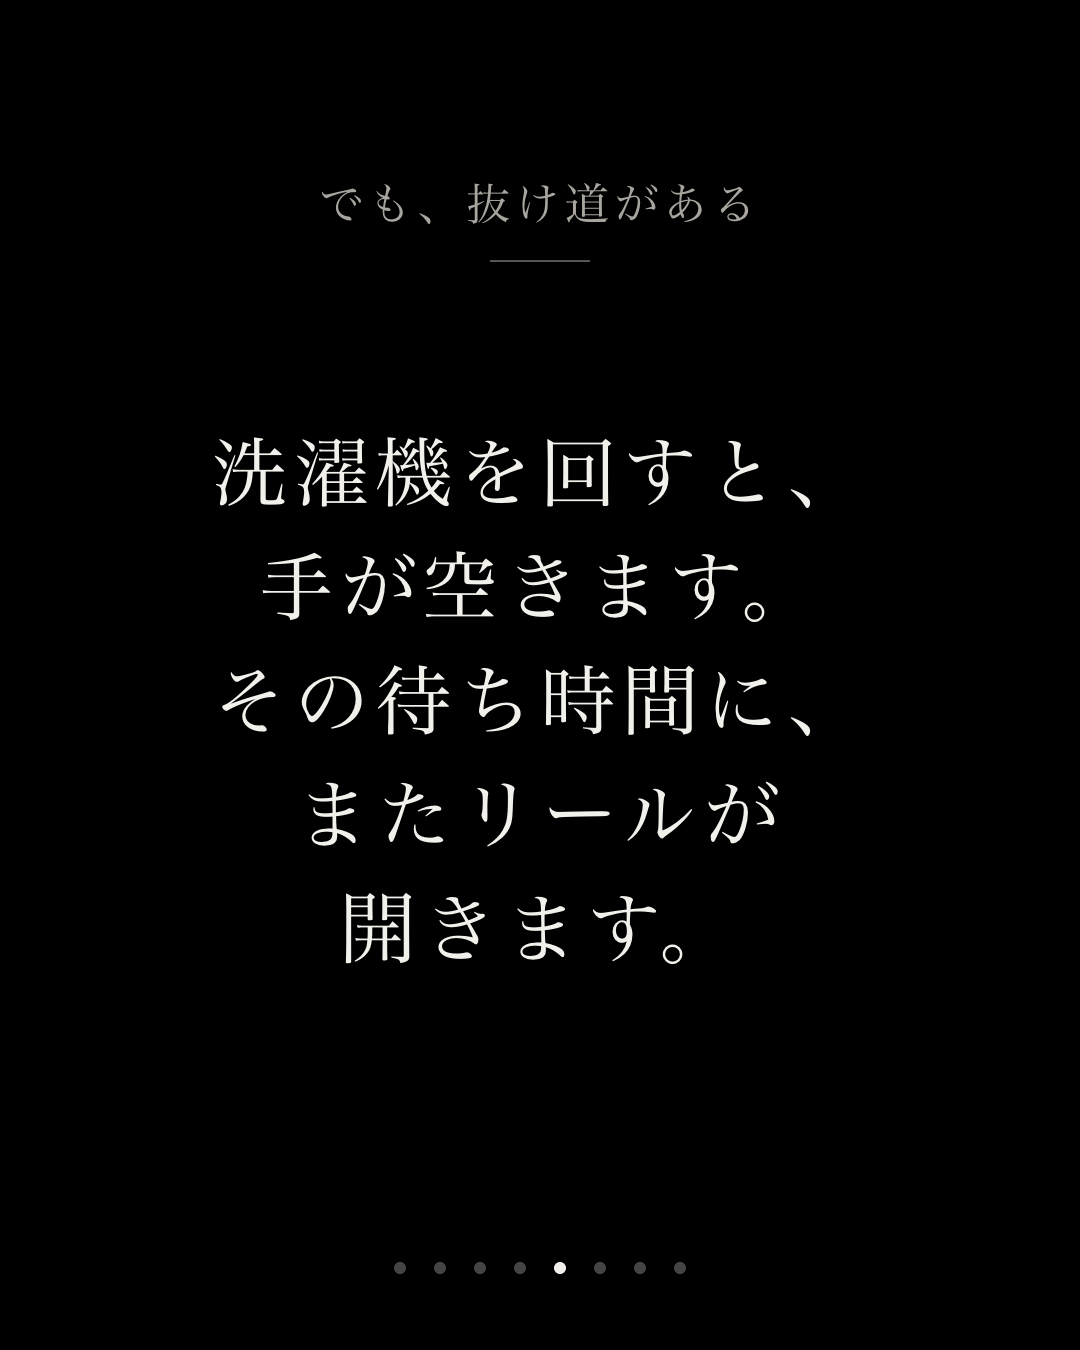 でも、抜け道がある
洗濯機を回すと、
手が空きます。
その待ち時間に、
またリールが
開きます。